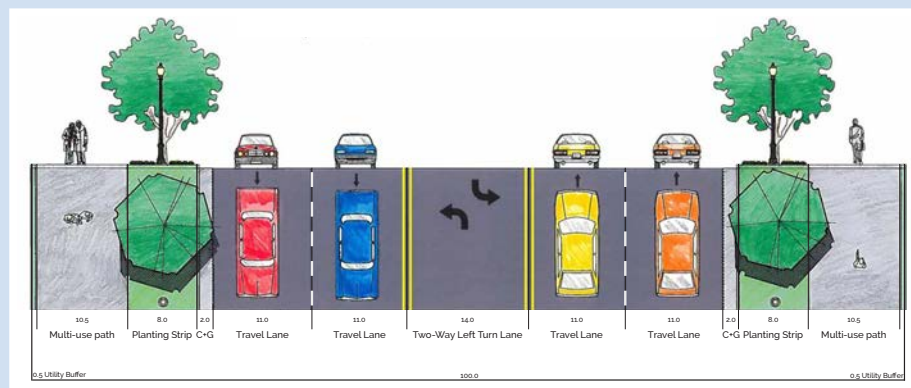 10.5 8.0 2.0 11.0 11.0 14.0 11.0 11.0 2.0 8.0 10.5
Multi-use path Planting Strip C+G Travel Lane Travel Lane Two-Way Left Turn Lane Travel Lane Travel Lane C+G Planting Strip Multi-use path
0.5 Utility Buffer 100.0 0.5 Utility Buffer